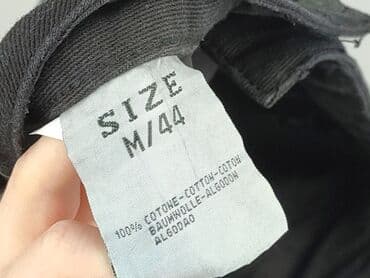 SIZE
M/44
100% COTONE-COTTON-COTON
BAUMWOLLE-ALGODON
ALGODAO